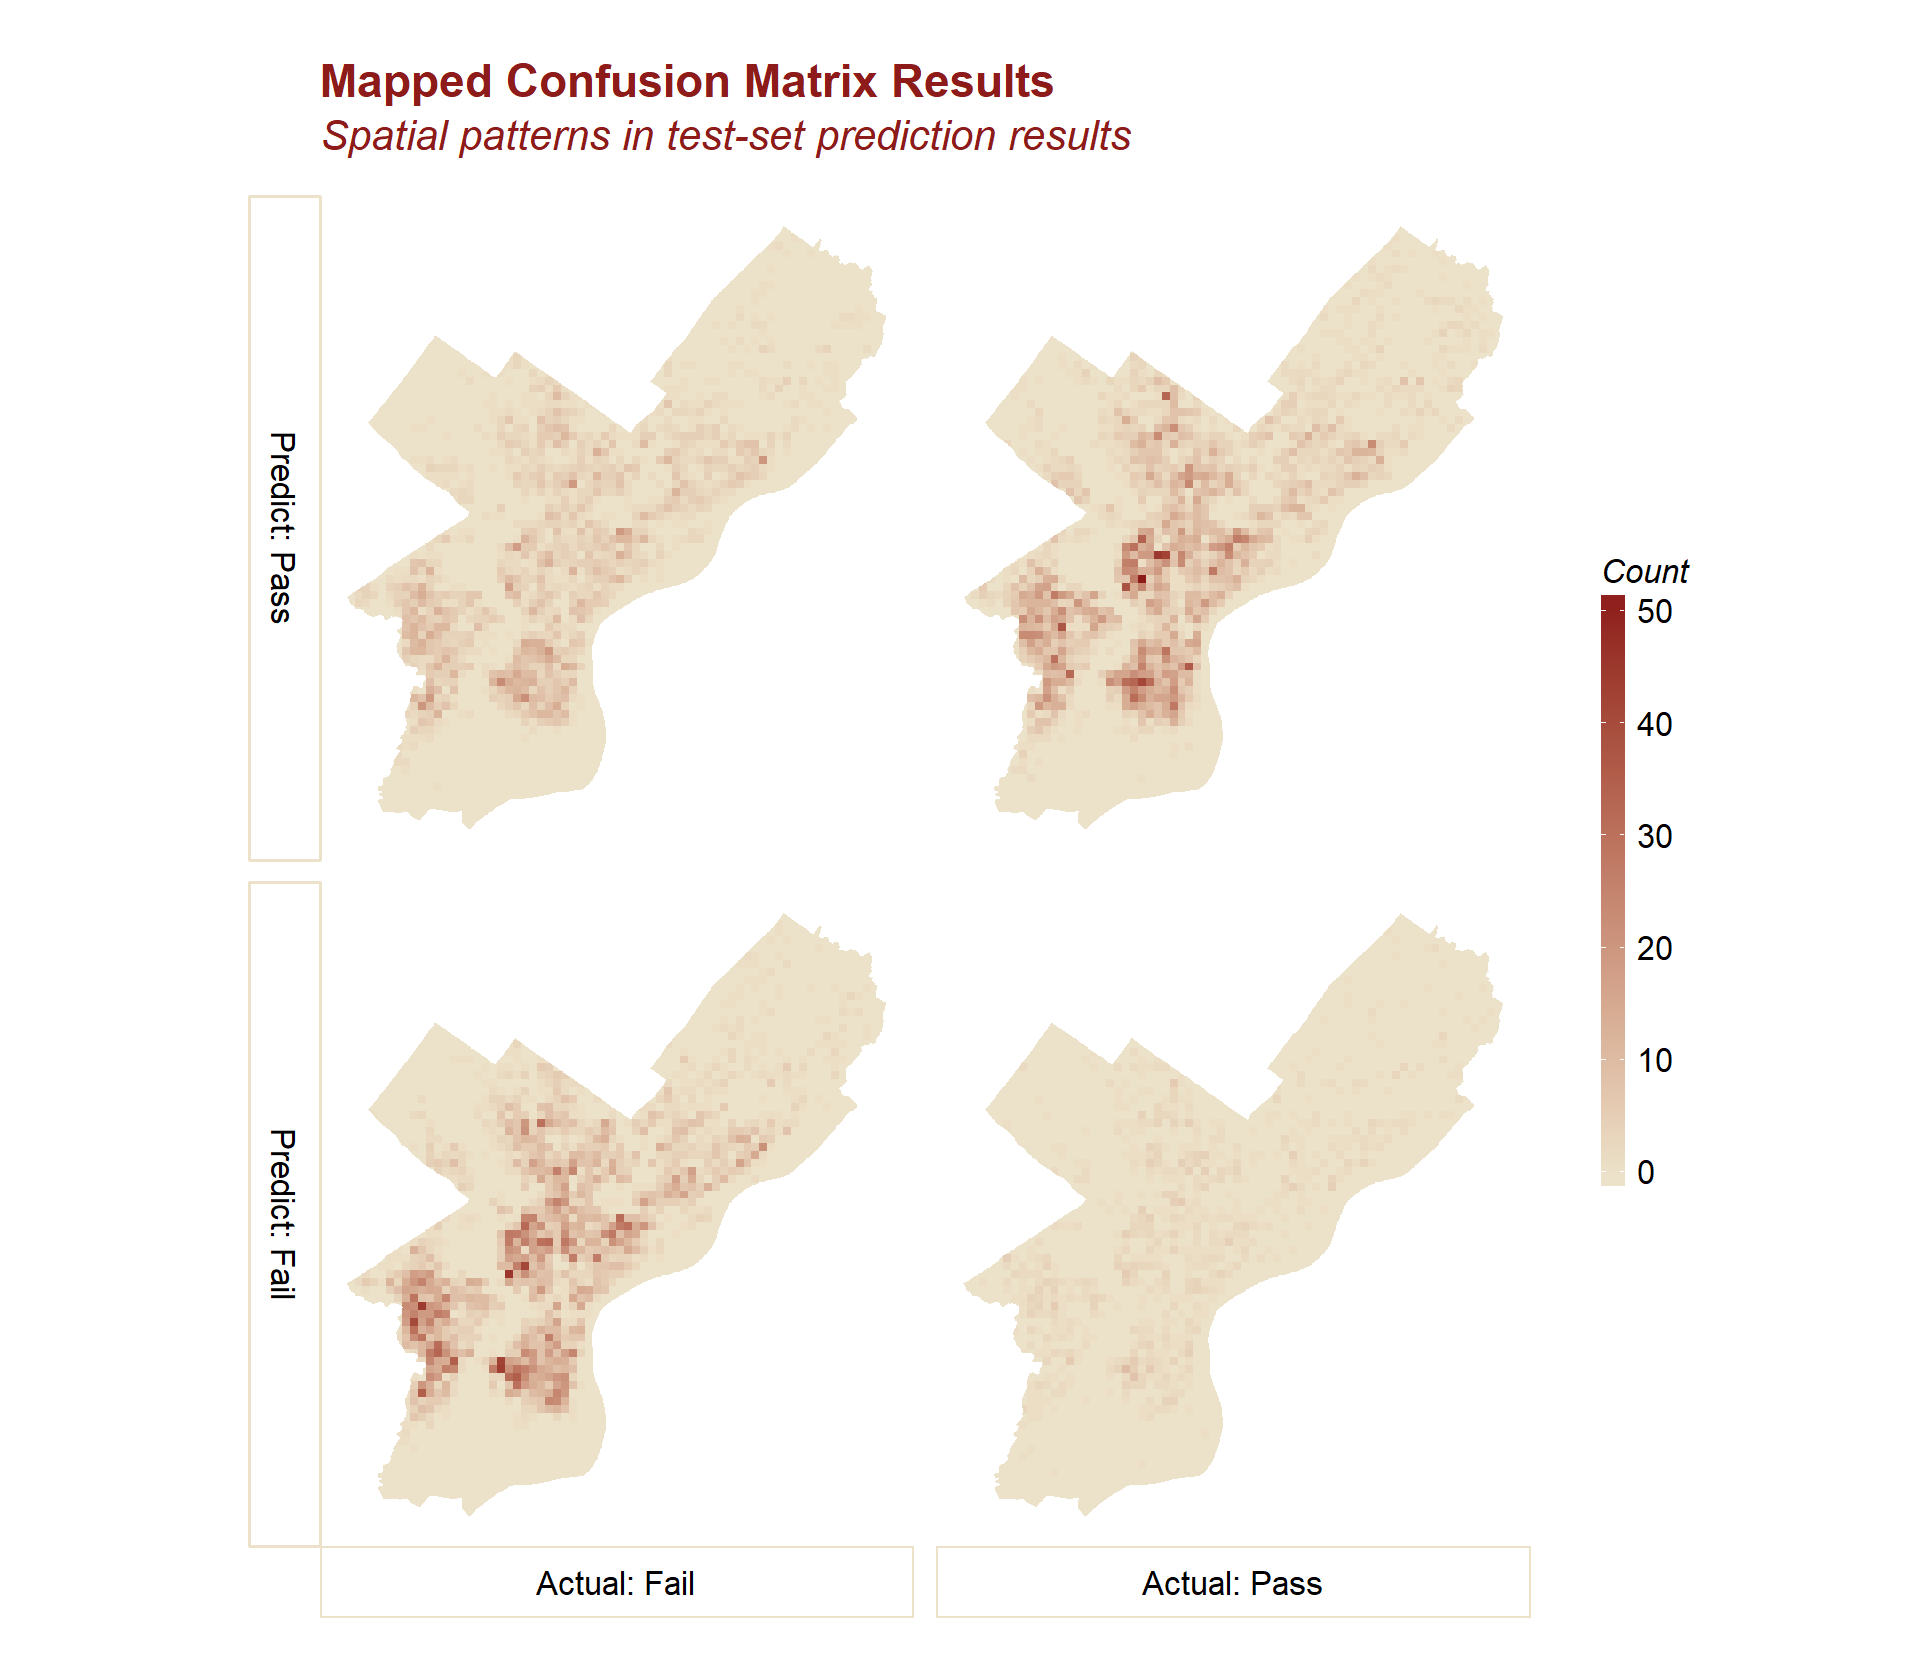 Mapped Confusion Matrix Results
Spatial patterns in test-set prediction results
Predict: Pass
Predict: Fail
Actual: Fail
Actual: Pass
Count
50
40
30
20
10
0